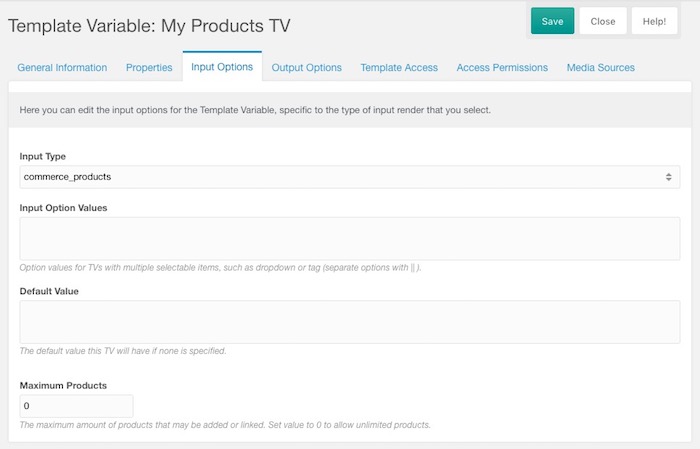 Template Variable: My Products TV
Save Close Help!
General Information Properties Input Options Output Options Template Access Access Permissions Media Sources
Here you can edit the input options for the Template Variable, specific to the type of input render that you select.
Input Type
commerce_products
Input Option Values
Option values for TVs with multiple selectable items, such as dropdown or tag (separate options with || ).
Default Value
The default value this TV will have if none is specified.
Maximum Products
0
The maximum amount of products that may be added or linked. Set value to 0 to allow unlimited products.